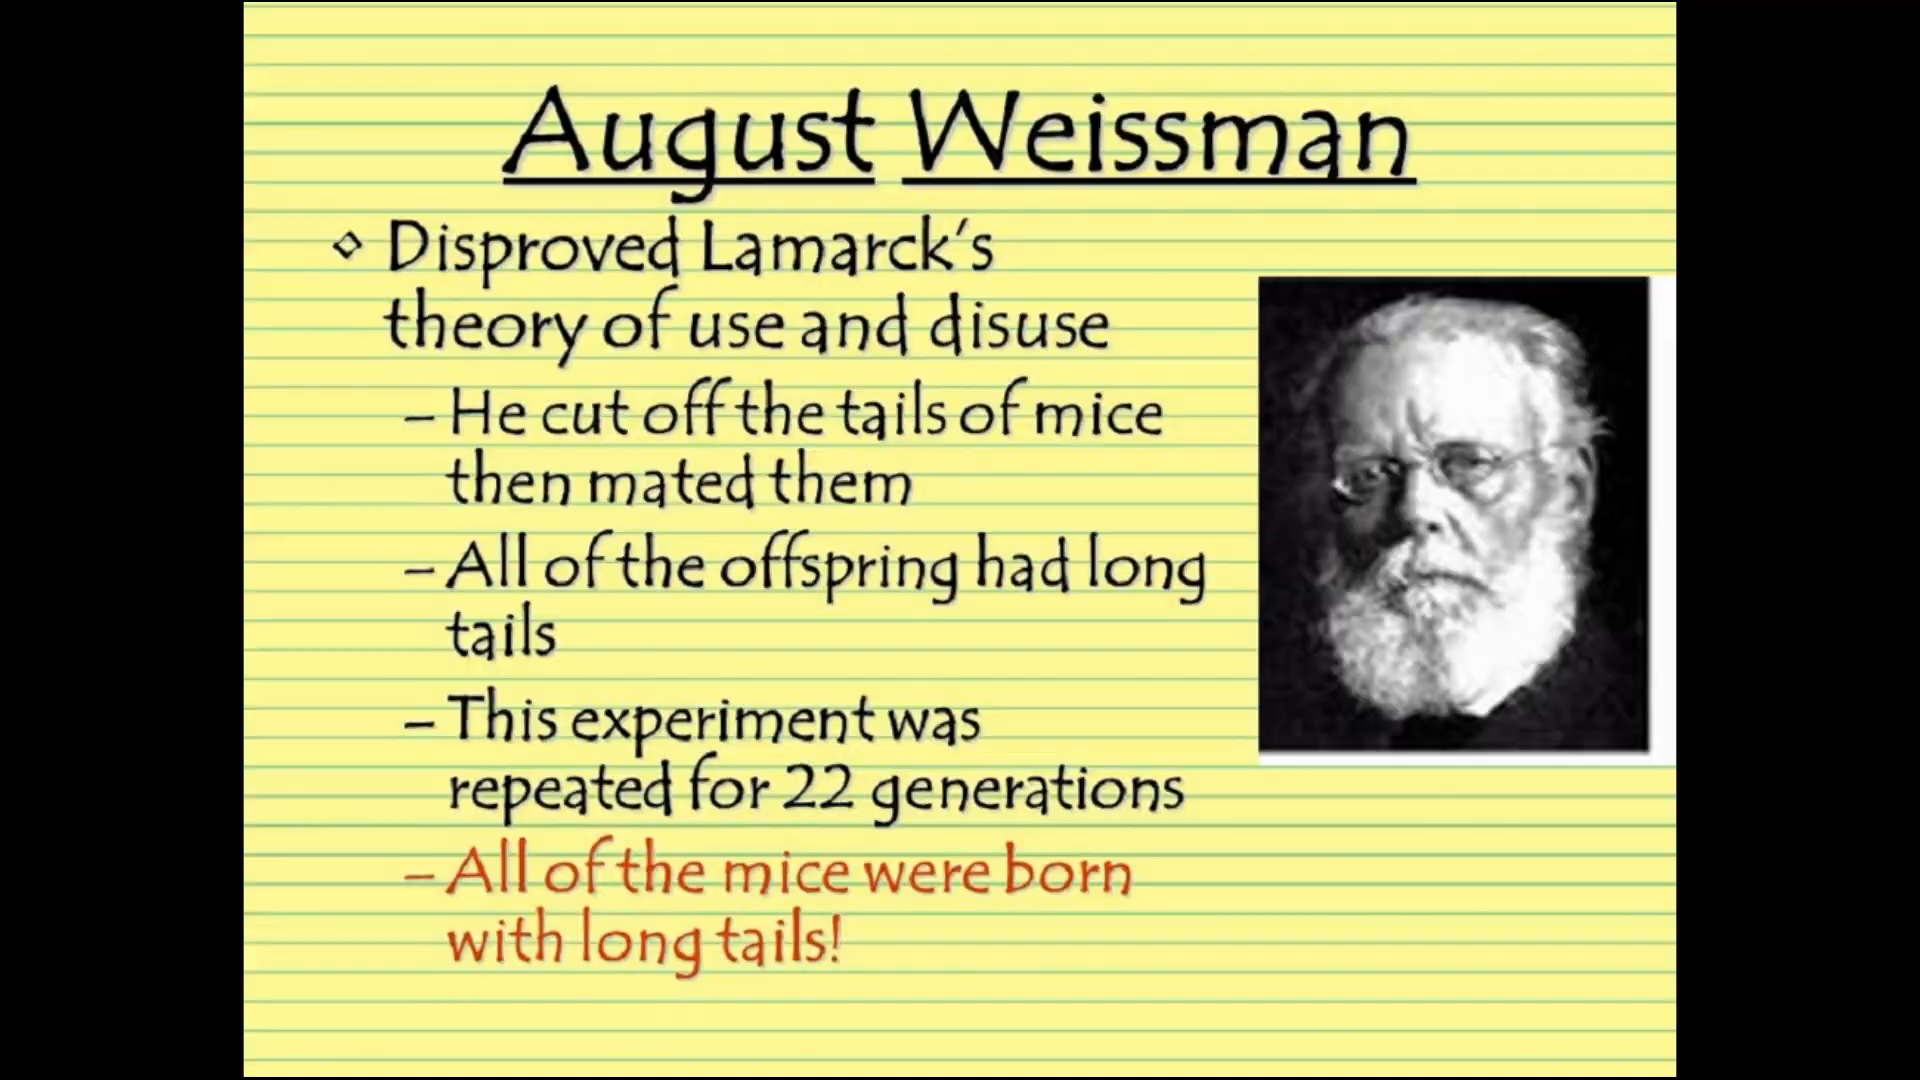 August Weissman
Disproved Lamarck's
theory of use and disuse
– He cut off the tails of mice
then mated them
– All of the offspring had long
tails
– This experiment was
repeated for 22 generations
– All of the mice were born
with long tails!